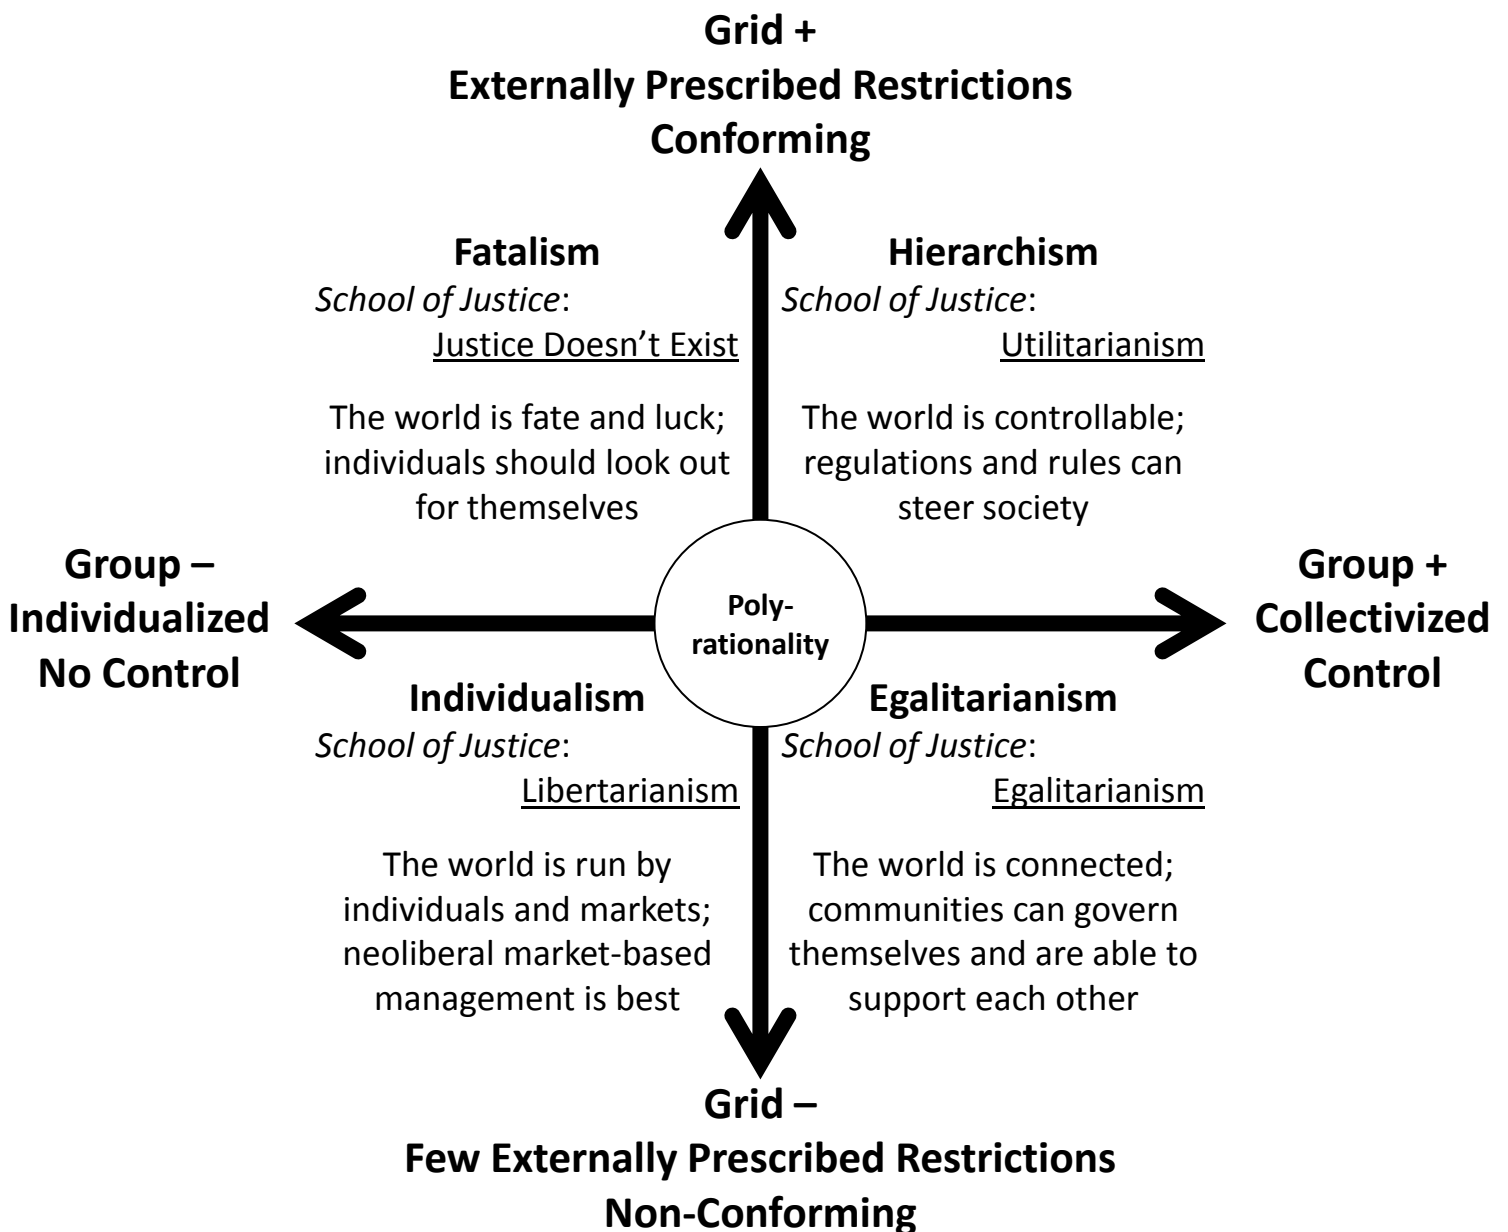 Grid +
Externally Prescribed Restrictions
Conforming
Fatalism
School of Justice:
Justice Doesn’t Exist
The world is fate and luck;
individuals should look out
for themselves
Hierarchism
School of Justice:
Utilitarianism
The world is controllable;
regulations and rules can
steer society
Group –
Individualized
No Control
Poly-
rationality
Group +
Collectivized
Control
Individualism
School of Justice:
Libertarianism
The world is run by
individuals and markets;
neoliberal market-based
management is best
Egalitarianism
School of Justice:
Egalitarianism
The world is connected;
communities can govern
themselves and are able to
support each other
Grid –
Few Externally Prescribed Restrictions
Non-Conforming